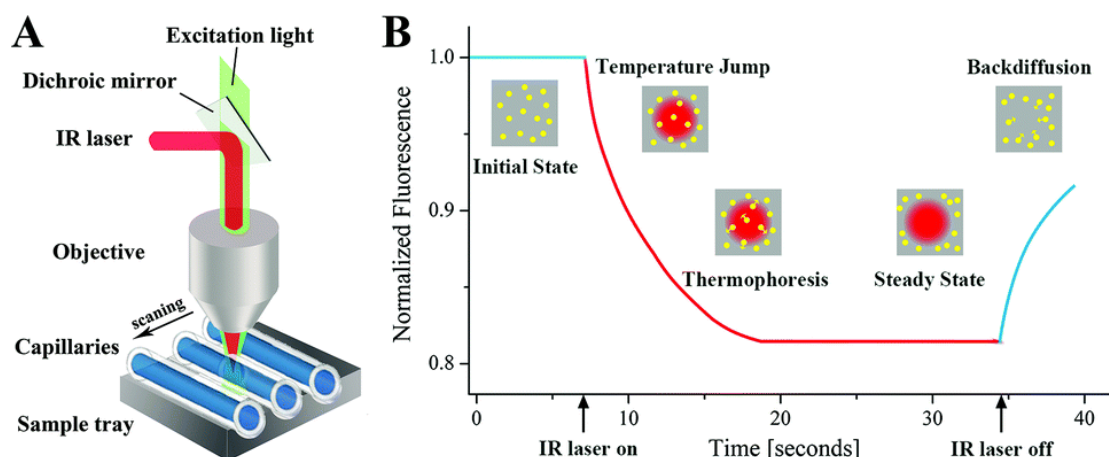 A
Excitation light
Dichroic mirror
IR laser
Objective
scaning
Capillaries
Sample tray
B
Normalized Fluorescence
1.0
0.9
0.8
Initial State
Temperature Jump
Thermophoresis
Steady State
Backdiffusion
0
10
20
30
40
IR laser on
Time [seconds]
IR laser off